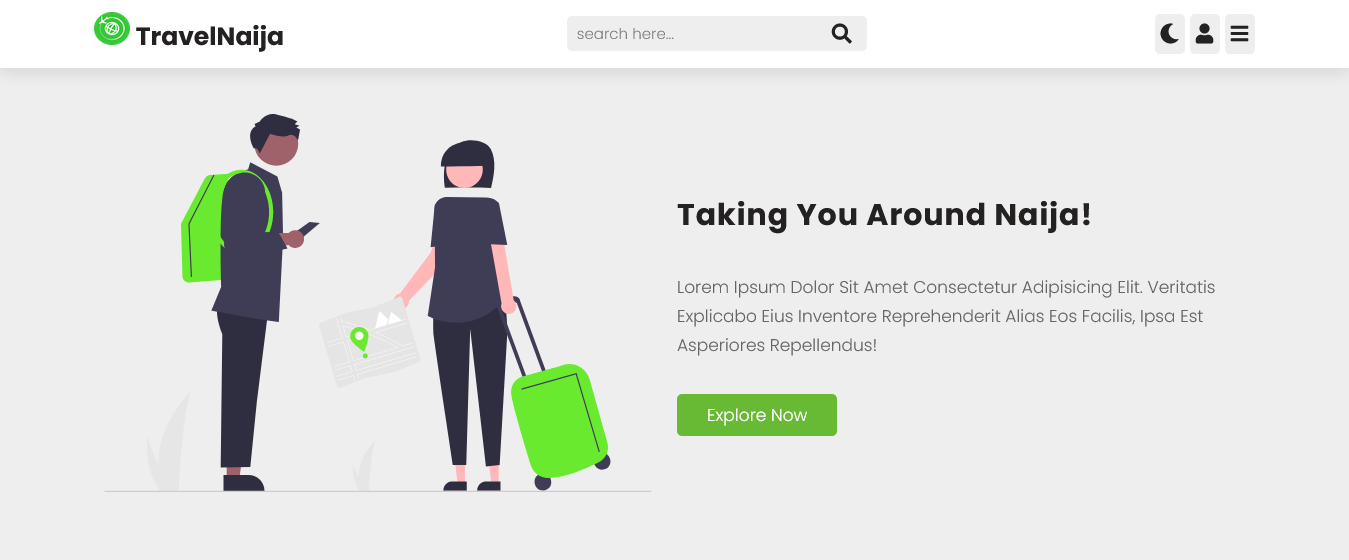 TravelNaija
search here...
Taking You Around Naija!
Lorem Ipsum Dolor Sit Amet Consectetur Adipisicing Elit. Veritatis
Explicabo Eius Inventore Reprehenderit Alias Eos Facilis, Ipsa Est
Asperiores Repellendus!
Explore Now